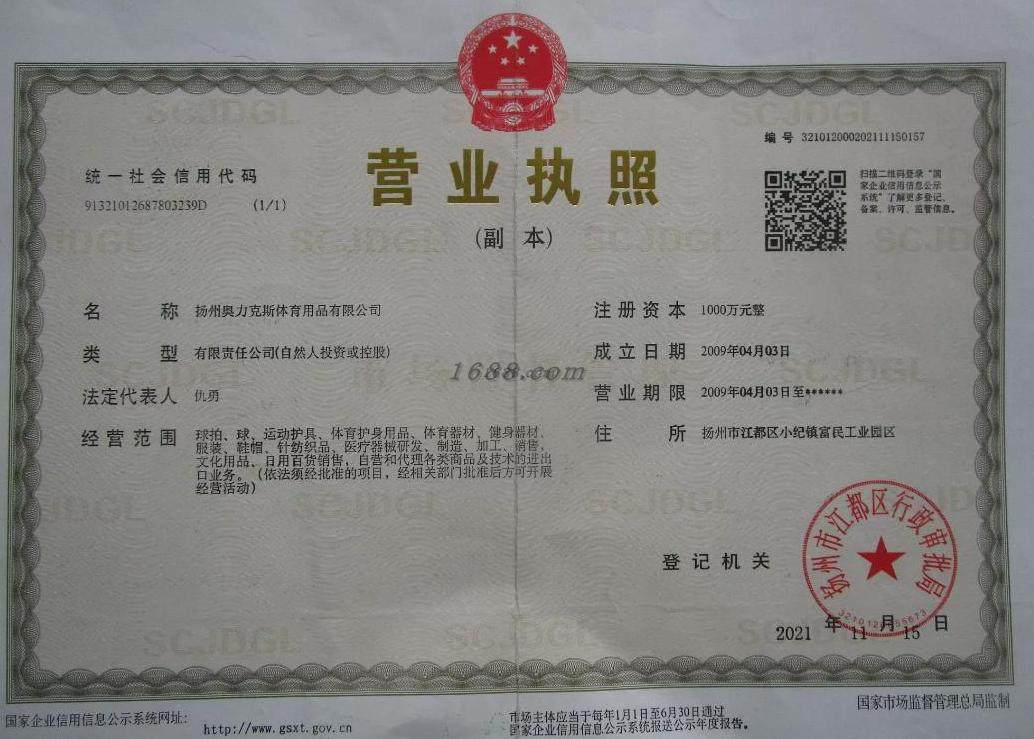 编 号 321012000202111150157
统一社会信用代码
91321012687803239D (1/1)
营业执照
(副 本)
扫描二维码登录“国
家企业信用信息公示
系统”了解更多登记、
备案、许可、监管信息。
名 称 扬州奥力克斯体育用品有限公司
类 型 有限责任公司(自然人投资或控股)
法定代表人 仇勇
经营范围 球拍、球、运动护具、体育护身用品、体育器材、健身器材、
服装、鞋帽、针纺织品、医疗器械研发、制造、加工、销售,
文化用品、日用百货销售,自营和代理各类商品及技术的进出
口业务。(依法须经批准的项目,经相关部门批准后方可开展
经营活动)
注册资本 1000万元整
成立日期 2009年04月03日
营业期限 2009年04月03日至******
住 所 扬州市江都区小纪镇富民工业园区
1688.com
登记机关
扬州市江都区行政审批局
2021 年 11 月 15 日
国家企业信用信息公示系统网址: http://www.gsxt.gov.cn
市场主体应当于每年1月1日至6月30日通过
国家企业信用信息公示系统报送公示年度报告。
国家市场监督管理总局监制
SCJDGL